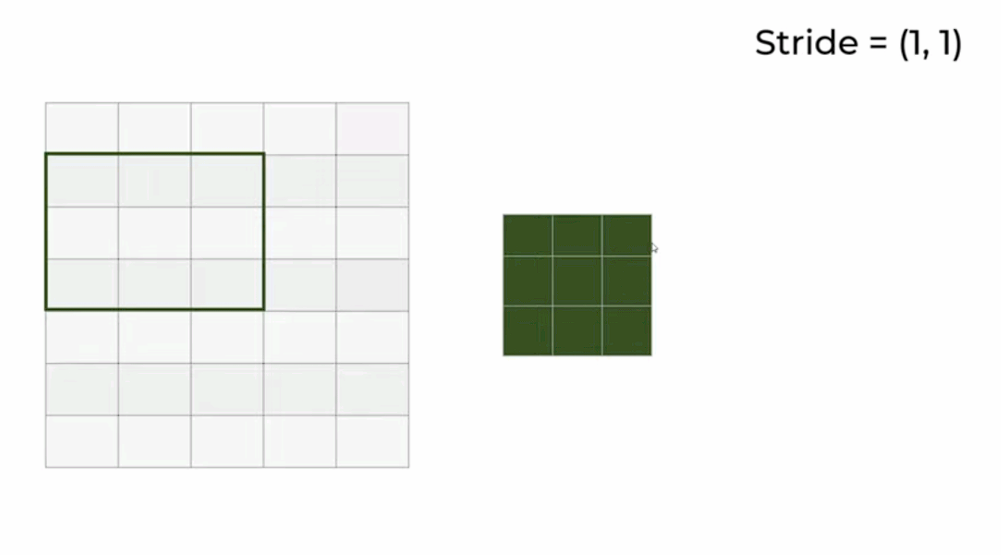 Stride = (1, 1)